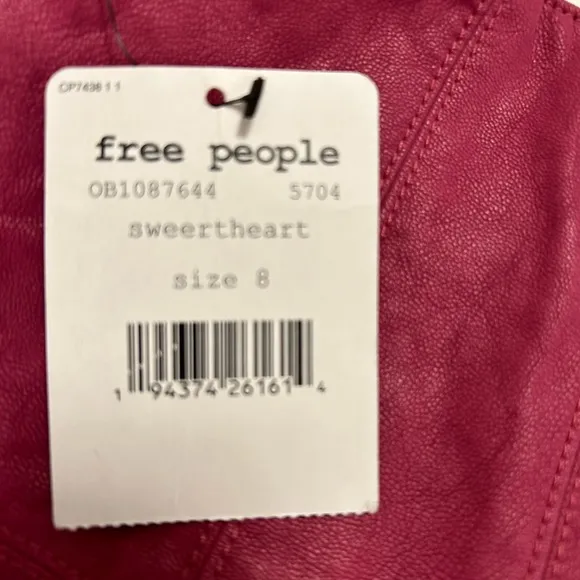 CP7498 1 1
free people
OB1087644 5704
sweertheart
size 8
1 94374 26161 4